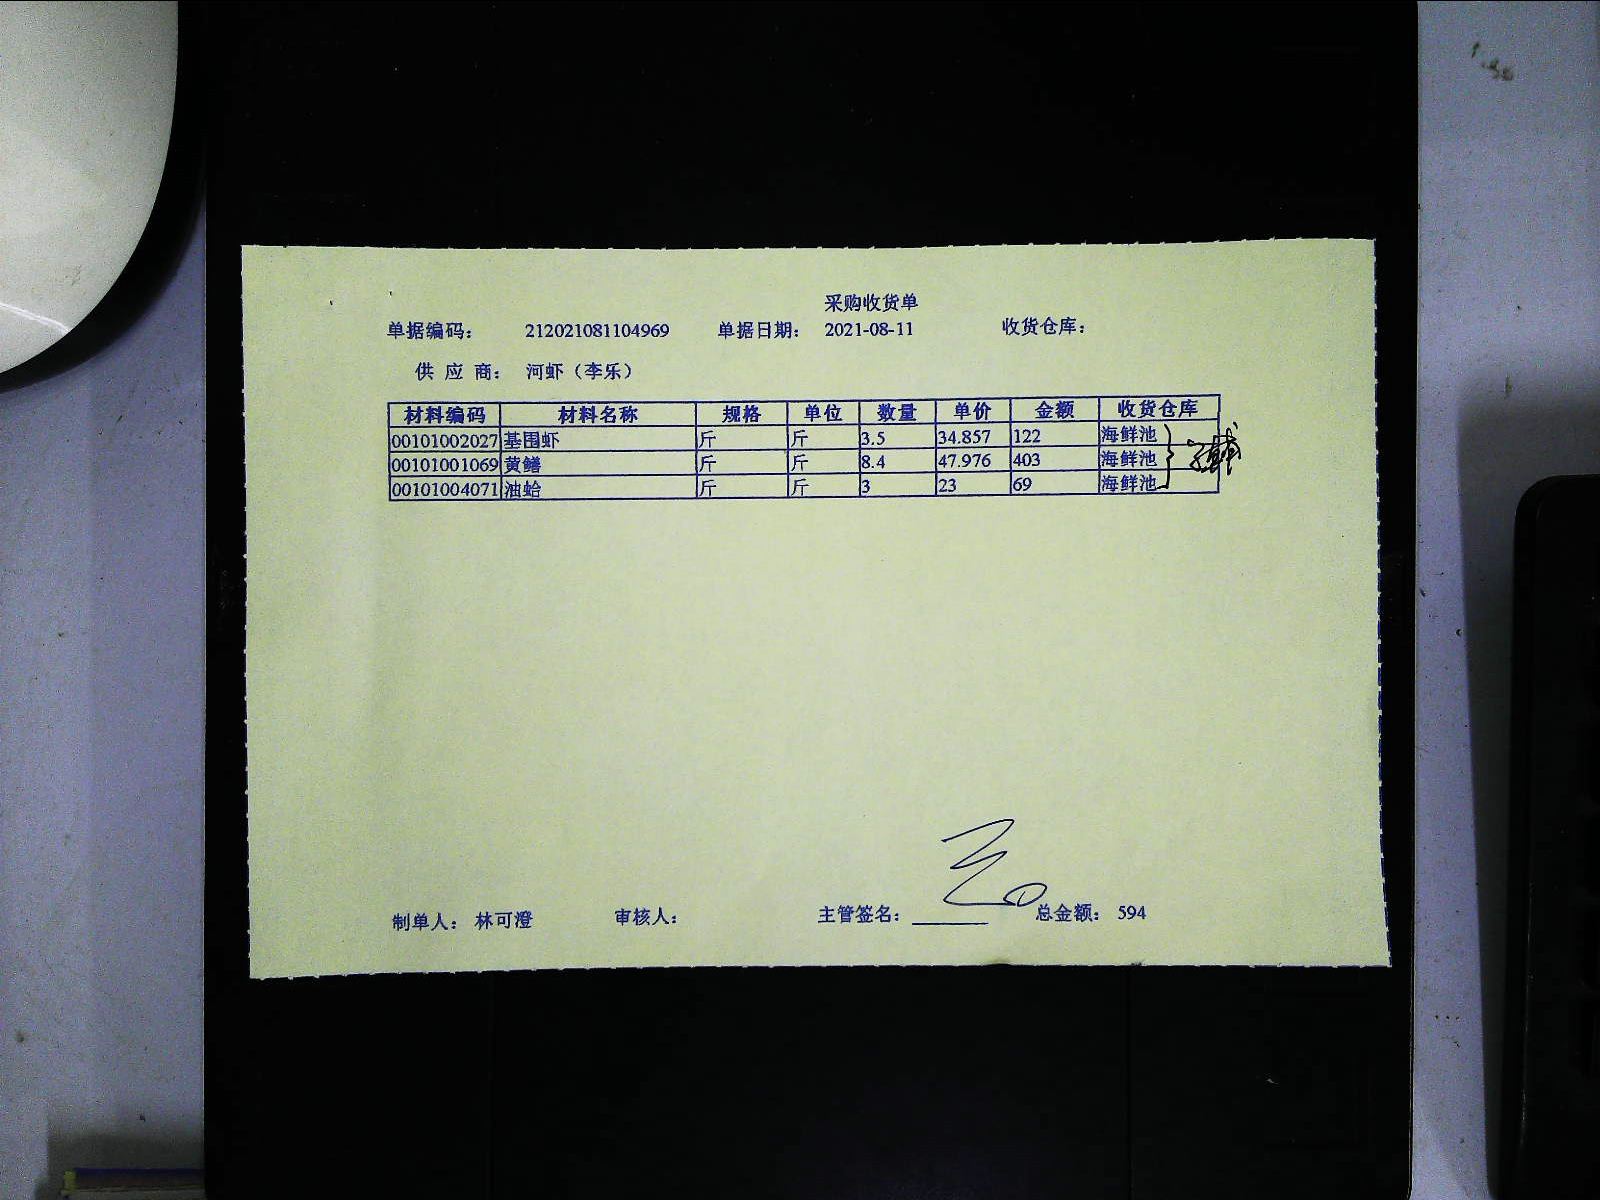 采购收货单
单据编码： 212021081104969 单据日期： 2021-08-11 收货仓库：
供 应 商： 河虾（李乐）
材料编码 材料名称 规格 单位 数量 单价 金额 收货仓库
00101002027 基围虾 斤 斤 3.5 34.857 122 海鲜池
00101001069 黄鳝 斤 斤 8.4 47.976 403 海鲜池
00101004071 油蛤 斤 斤 3 23 69 海鲜池
制单人： 林可澄 审核人： 主管签名： 总金额： 594